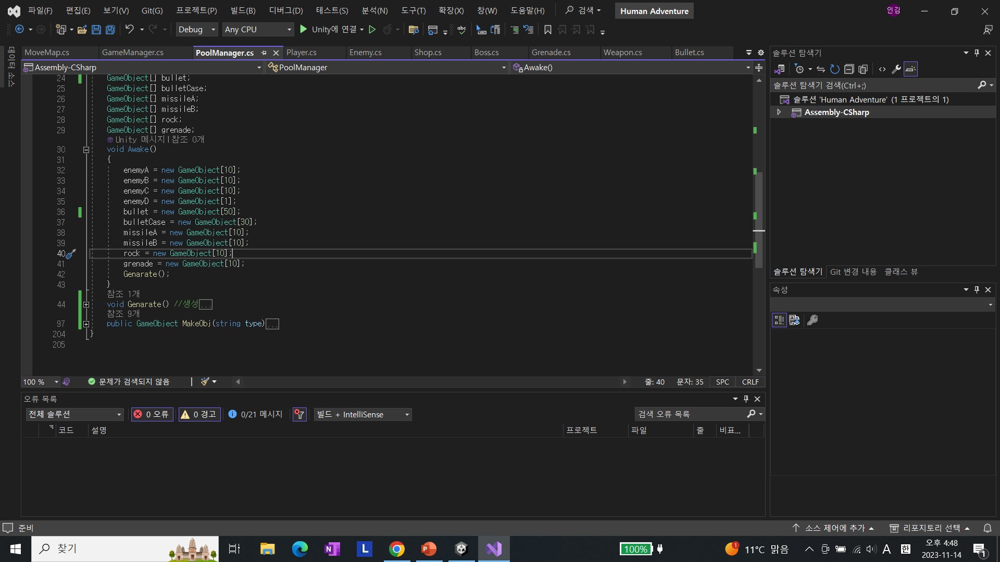 파일(F) 편집(E) 보기(V) Git(G) 프로젝트(P) 빌드(B) 디버그(D) 테스트(S) 분석(N) 도구(T) 확장(X) 창(W) 도움말(H) 검색 Human Adventure 인김
Debug Any CPU Unity에 연결
데이터 소스
MoveMap.cs GameManager.cs PoolManager.cs Player.cs Enemy.cs Shop.cs Boss.cs Grenade.cs Weapon.cs Bullet.cs
Assembly-CSharp PoolManager Awake()
24 GameObject[] bullet;
25 GameObject[] bulletCase;
26 GameObject[] missileA;
27 GameObject[] missileB;
28 GameObject[] rock;
29 GameObject[] grenade;
Unity 메시지|참조 0개
30 void Awake()
31 {
32 enemyA = new GameObject[10];
33 enemyB = new GameObject[10];
34 enemyC = new GameObject[10];
35 enemyD = new GameObject[1];
36 bullet = new GameObject[50];
37 bulletCase = new GameObject[30];
38 missileA = new GameObject[10];
39 missileB = new GameObject[10];
40 rock = new GameObject[10];
41 grenade = new GameObject[10];
42 Genarate();
43 }
참조 1개
44 void Genarate() //생성...
참조 9개
97 public GameObject MakeObj(string type)...
204 }
205
100 % 문제가 검색되지 않음 줄: 40 문자: 35 SPC CRLF
오류 목록
전체 솔루션 0 오류 0 경고 0/21 메시지 빌드 + IntelliSense 검색 오류 목록
코드 설명 프로젝트 파일 줄 비표...
솔루션 탐색기
솔루션 탐색기 검색(Ctrl+;)
솔루션 'Human Adventure' (1 프로젝트의 1)
Assembly-CSharp
솔루션 탐색기 Git 변경 내용 클래스 뷰
속성
준비 소스 제어에 추가 리포지토리 선택
찾기 100% 11°C 맑음 A 한 오후 4:48
2023-11-14 1